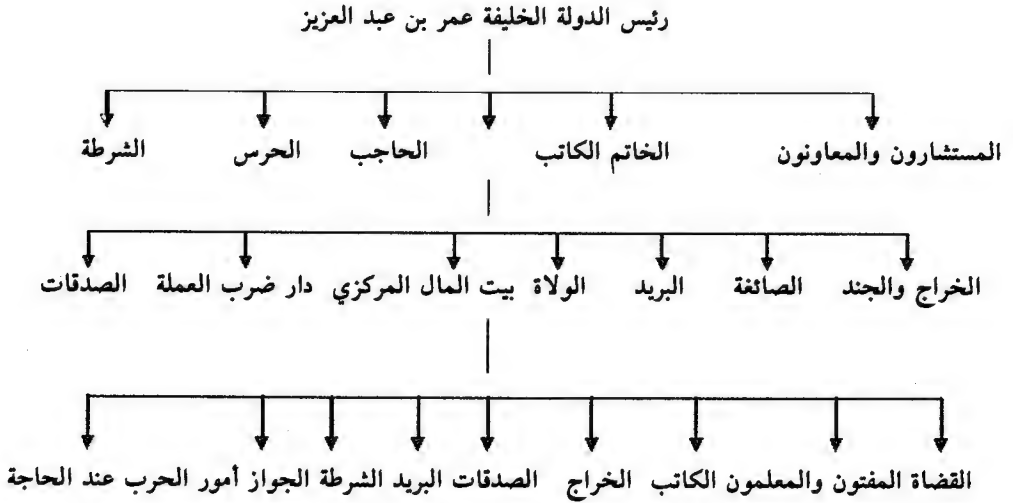 رئيس الدولة الخليفة عمر بن عبد العزيز
المستشارون والمعاونون الخاتم الكاتب الحاجب الحرس الشرطة
الخراج والجند الصائغة البريد الولاة بيت المال المركزي دار ضرب العملة الصدقات
القضاة المفتون والمعلمون الكاتب الخراج الصدقات البريد الشرطة الجواز أمور الحرب عند الحاجة